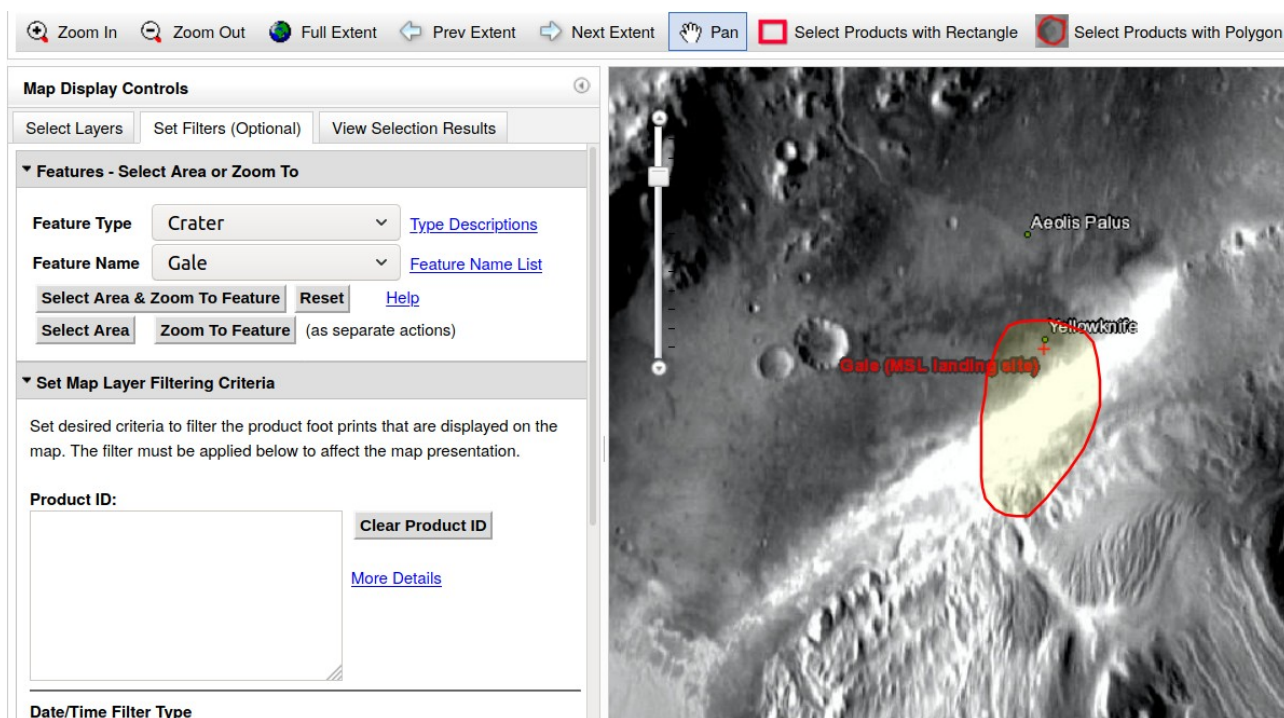 Zoom In Zoom Out Full Extent Prev Extent Next Extent Pan Select Products with Rectangle Select Products with Polygon
Map Display Controls
Select Layers Set Filters (Optional) View Selection Results
Features - Select Area or Zoom To
Feature Type Crater Type Descriptions
Feature Name Gale Feature Name List
Select Area & Zoom To Feature Reset Help
Select Area Zoom To Feature (as separate actions)
Set Map Layer Filtering Criteria
Set desired criteria to filter the product foot prints that are displayed on the
map. The filter must be applied below to affect the map presentation.
Product ID:
Clear Product ID
More Details
Date/Time Filter Type
Aeolis Palus
Yellowknife
Gale (MSL landing site)